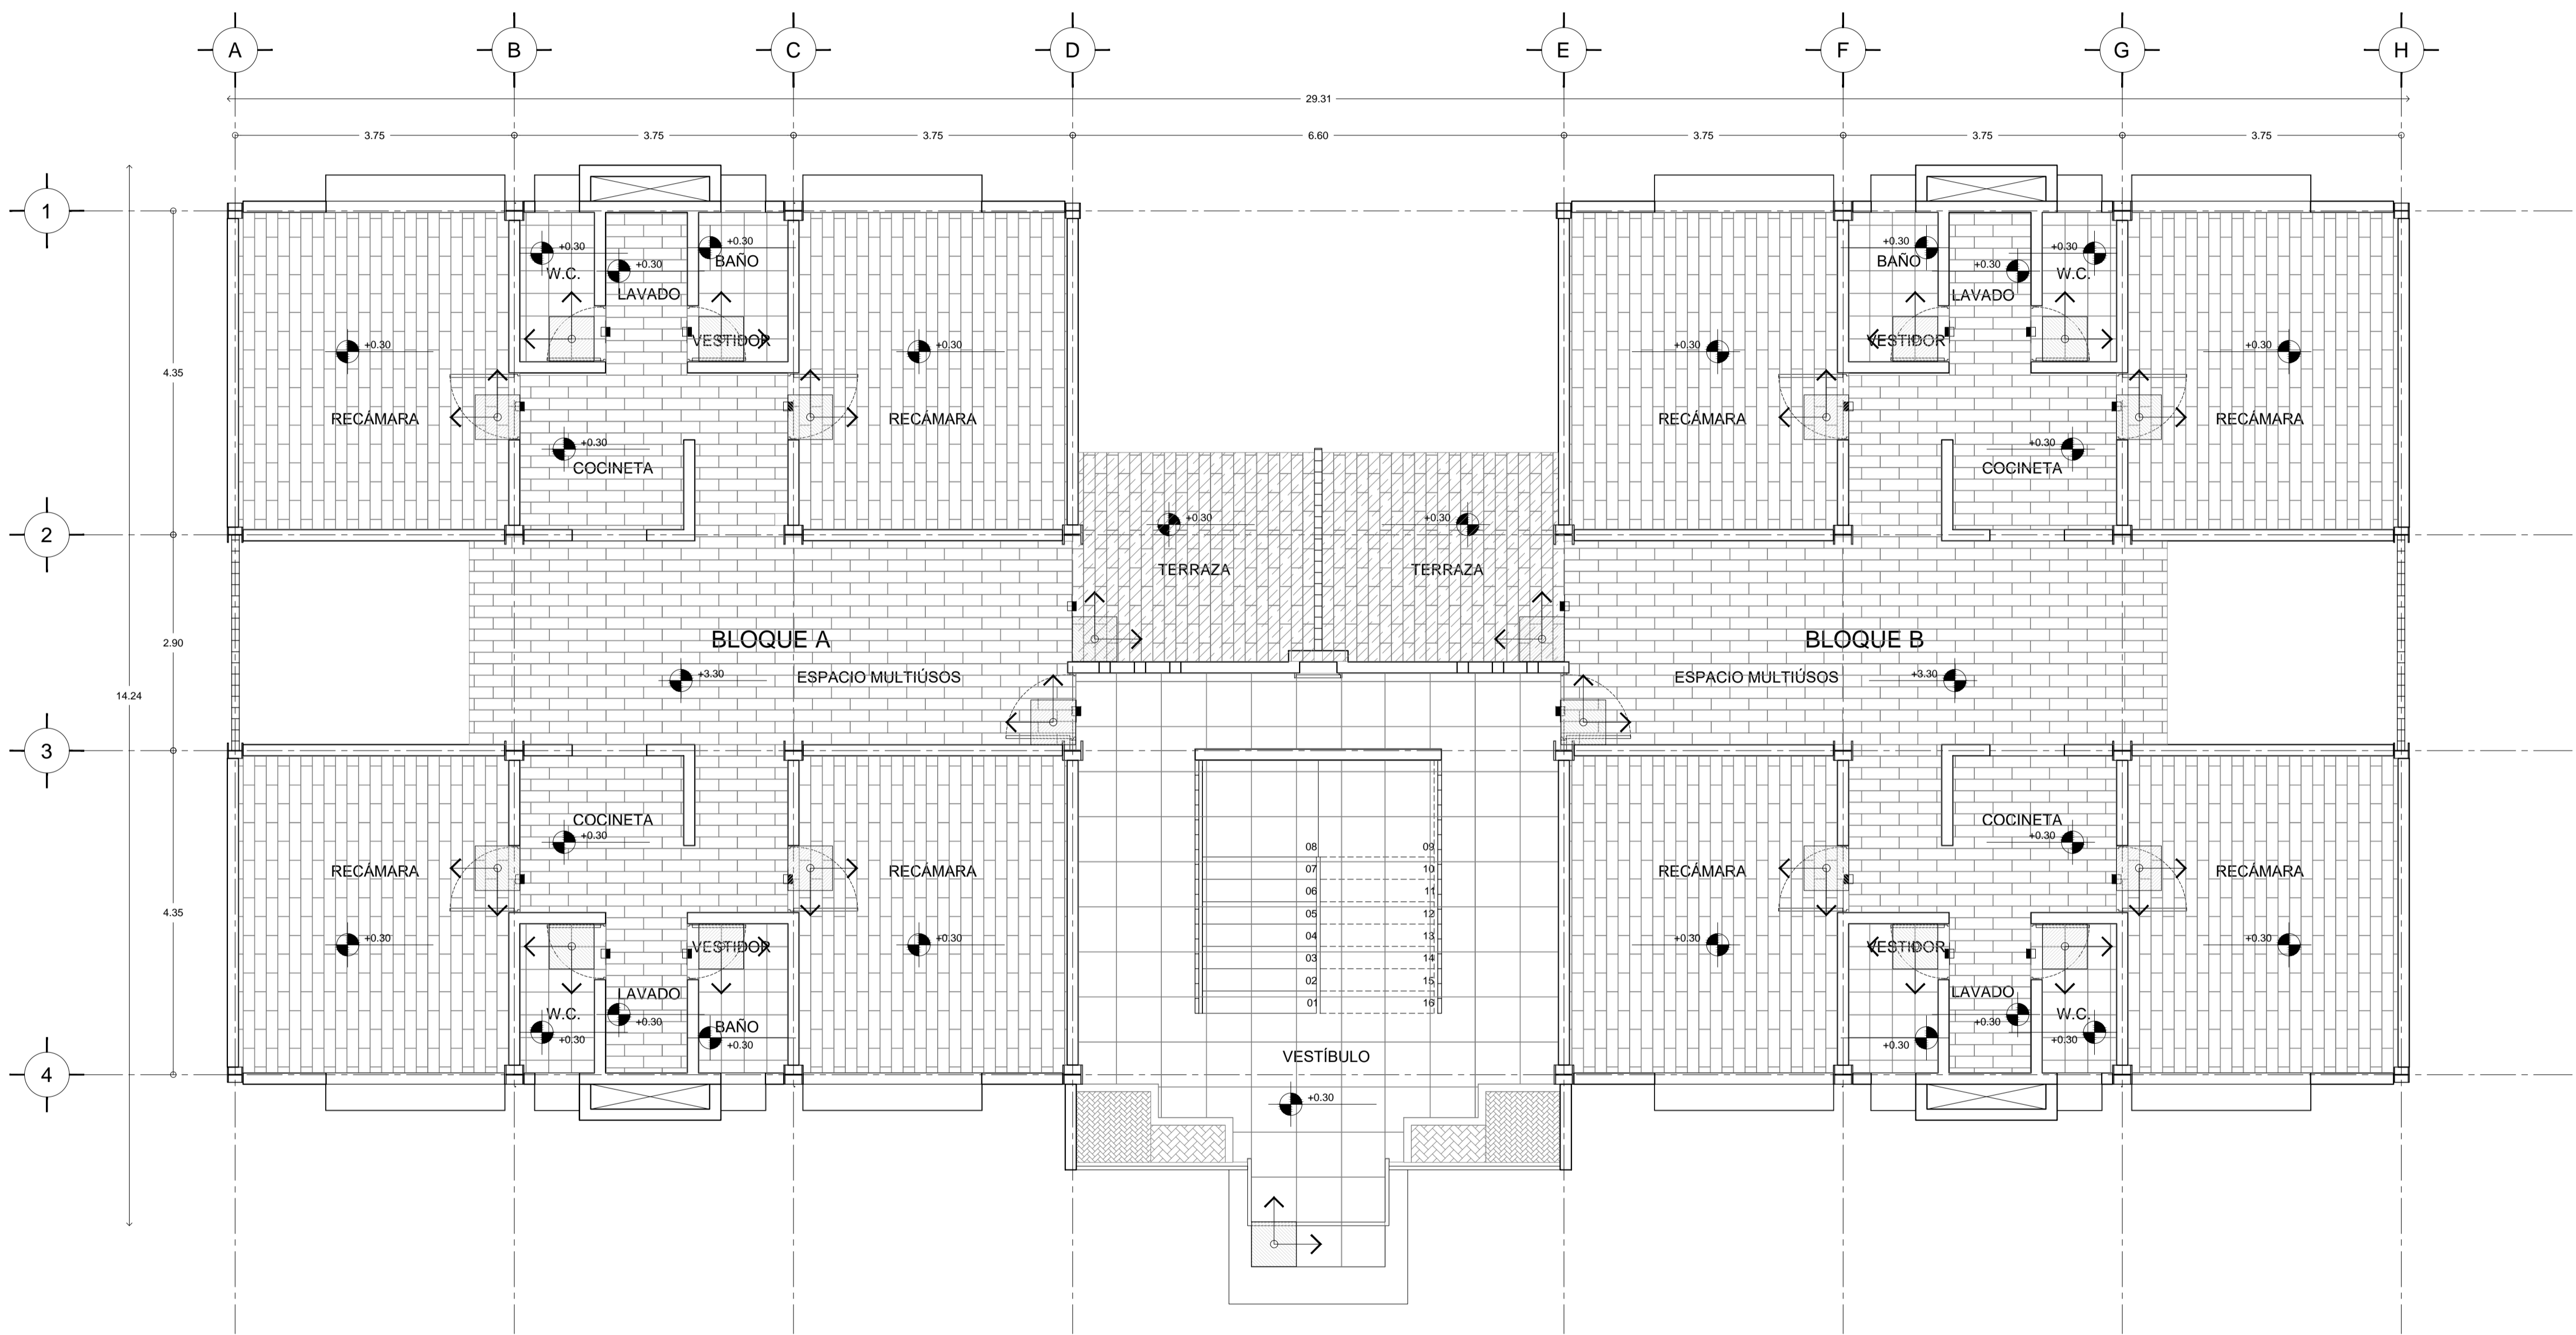 A B C D E F G H
29.31
3.75 3.75 3.75 6.60 3.75 3.75 3.75
1
+0.30 +0.30 +0.30 +0.30
W.C. +0.30 BAÑO BAÑO +0.30 W.C.
LAVADO LAVADO
VESTIDOR VESTIDOR
+0.30 +0.30 +0.30 +0.30
4.35
RECÁMARA RECÁMARA RECÁMARA RECÁMARA
+0.30 +0.30
COCINETA COCINETA
+0.30 +0.30
2
TERRAZA TERRAZA
2.90
BLOQUE A BLOQUE B
+3.30 ESPACIO MULTIÚSOS ESPACIO MULTIÚSOS +3.30
14.24
3
COCINETA COCINETA
+0.30 +0.30
08 09
07 10
06 11
05 12
04 13
03 14
02 15
01 16
RECÁMARA RECÁMARA RECÁMARA RECÁMARA
4.35
+0.30 +0.30 +0.30 +0.30
VESTIDOR VESTIDOR
LAVADO LAVADO
W.C. +0.30 BAÑO +0.30 W.C.
+0.30 +0.30 +0.30 +0.30
VESTÍBULO
4
+0.30